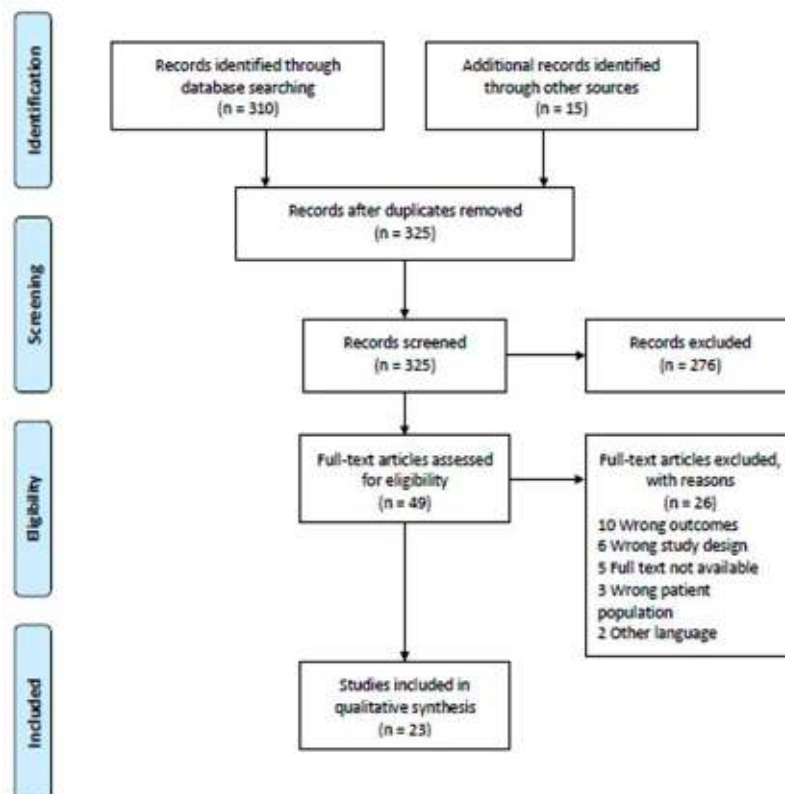 Identification
Records identified through
database searching
(n = 310)
Additional records identified
through other sources
(n = 15)
Records after duplicates removed
(n = 325)
Screening
Records screened
(n = 325)
Records excluded
(n = 276)
Eligibility
Full-text articles assessed
for eligibility
(n = 49)
Full-text articles excluded,
with reasons
(n = 26)
10 Wrong outcomes
6 Wrong study design
5 Full text not available
3 Wrong patient
population
2 Other language
Included
Studies included in
qualitative synthesis
(n = 23)